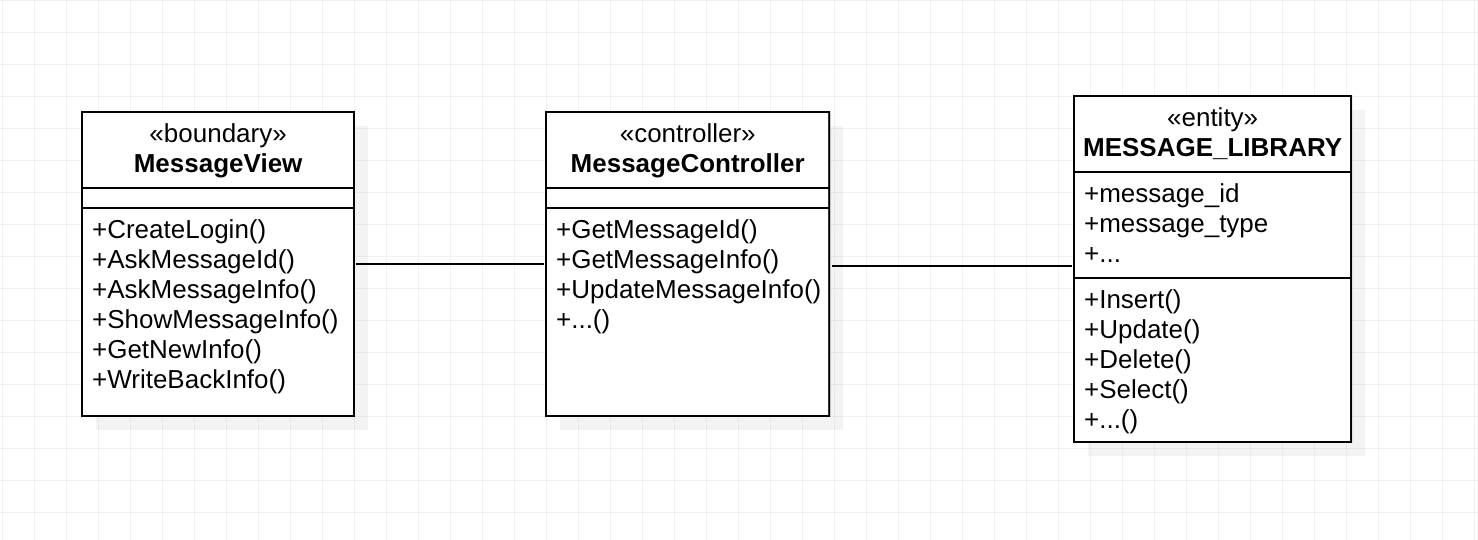 «boundary»
MessageView
+CreateLogin()
+AskMessageId()
+AskMessageInfo()
+ShowMessageInfo()
+GetNewInfo()
+WriteBackInfo()
«controller»
MessageController
+GetMessageId()
+GetMessageInfo()
+UpdateMessageInfo()
+...()
«entity»
MESSAGE_LIBRARY
+message_id
+message_type
+...
+Insert()
+Update()
+Delete()
+Select()
+...()